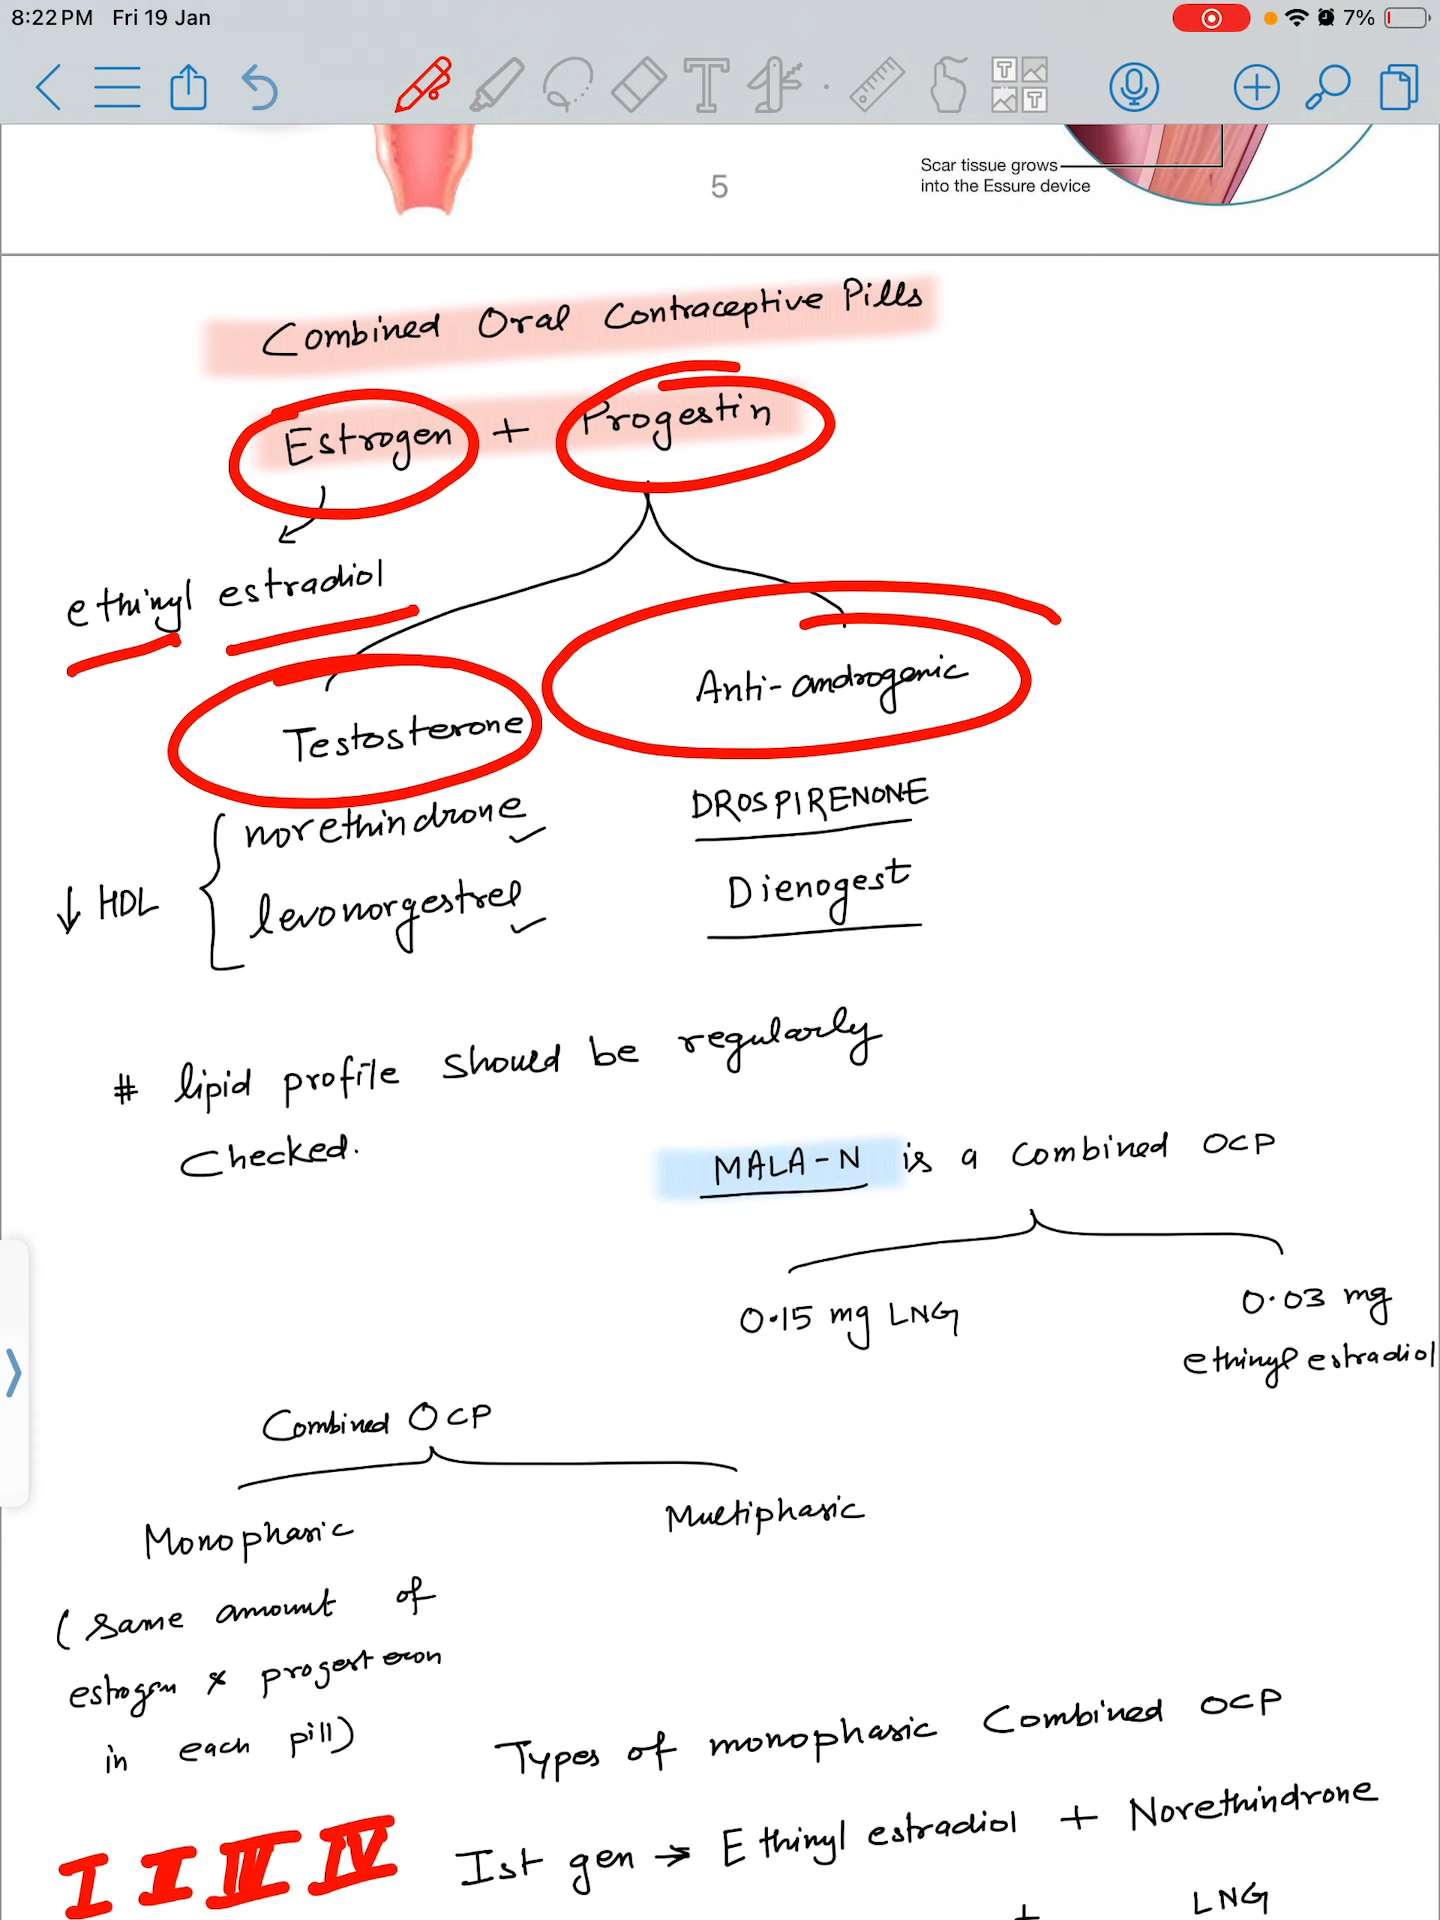 8:22 PM Fri 19 Jan
7%
Scar tissue grows
into the Essure device
5
Combined Oral Contraceptive Pills
Estrogen + Progestin
ethinyl estradiol
Testosterone
Anti-androgenic
norethindrone
DROSPIRENONE
↓ HDL
levonorgestrel
Dienogest
# lipid profile should be regularly
Checked.
MALA-N is a combined OCP
0.15 mg LNG
0.03 mg
ethinyl estradiol
Combined OCP
Monophasic
Multiphasic
(same amount of
estrogen & progesteron
in each pill)
Types of monophasic Combined OCP
I II III IV
Ist gen → Ethinyl estradiol + Norethindrone
+ LNG